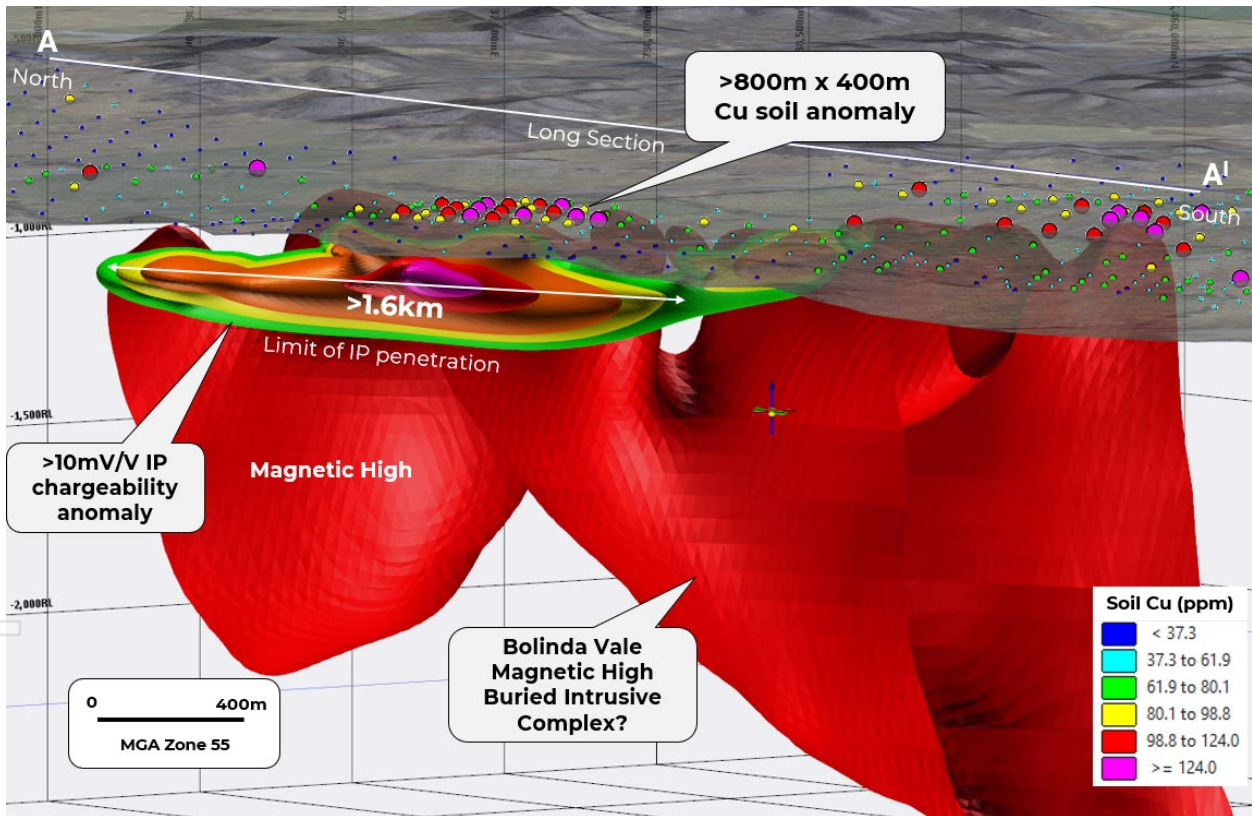 A
North
>800m x 400m
Cu soil anomaly
Long Section
A'
South
-1,000RL
>1.6km
Limit of IP penetration
-1,500RL
>10mV/V IP
chargeability
anomaly
Magnetic High
-2,000RL
Bolinda Vale
Magnetic High
Buried Intrusive
Complex?
0 400m
MGA Zone 55
Soil Cu (ppm)
< 37.3
37.3 to 61.9
61.9 to 80.1
80.1 to 98.8
98.8 to 124.0
>= 124.0